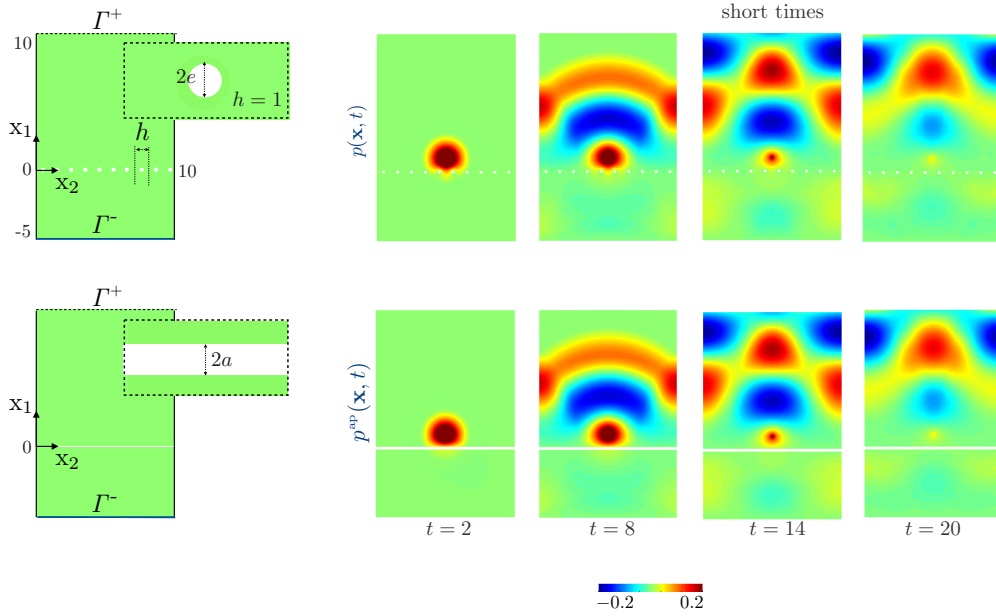 short times
Γ+
10
2e
h = 1
x1
h
0
x2
10
Γ-
-5
p(x, t)
Γ+
2a
x1
0
x2
Γ-
p^ap(x, t)
t = 2
t = 8
t = 14
t = 20
−0.2
0.2